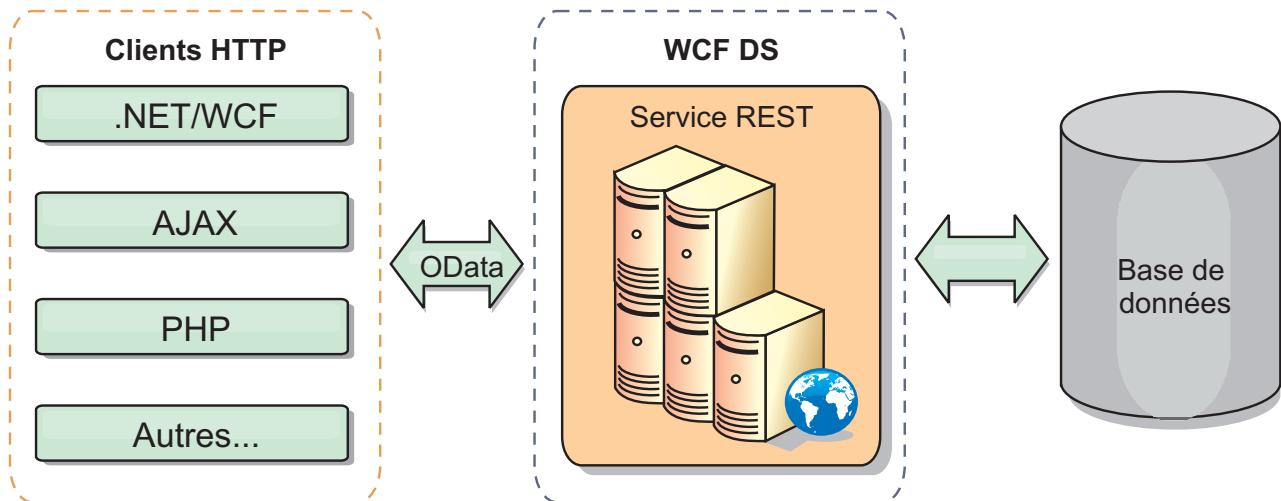 Clients HTTP
.NET/WCF
AJAX
PHP
Autres...
OData
WCF DS
Service REST
Base de
données